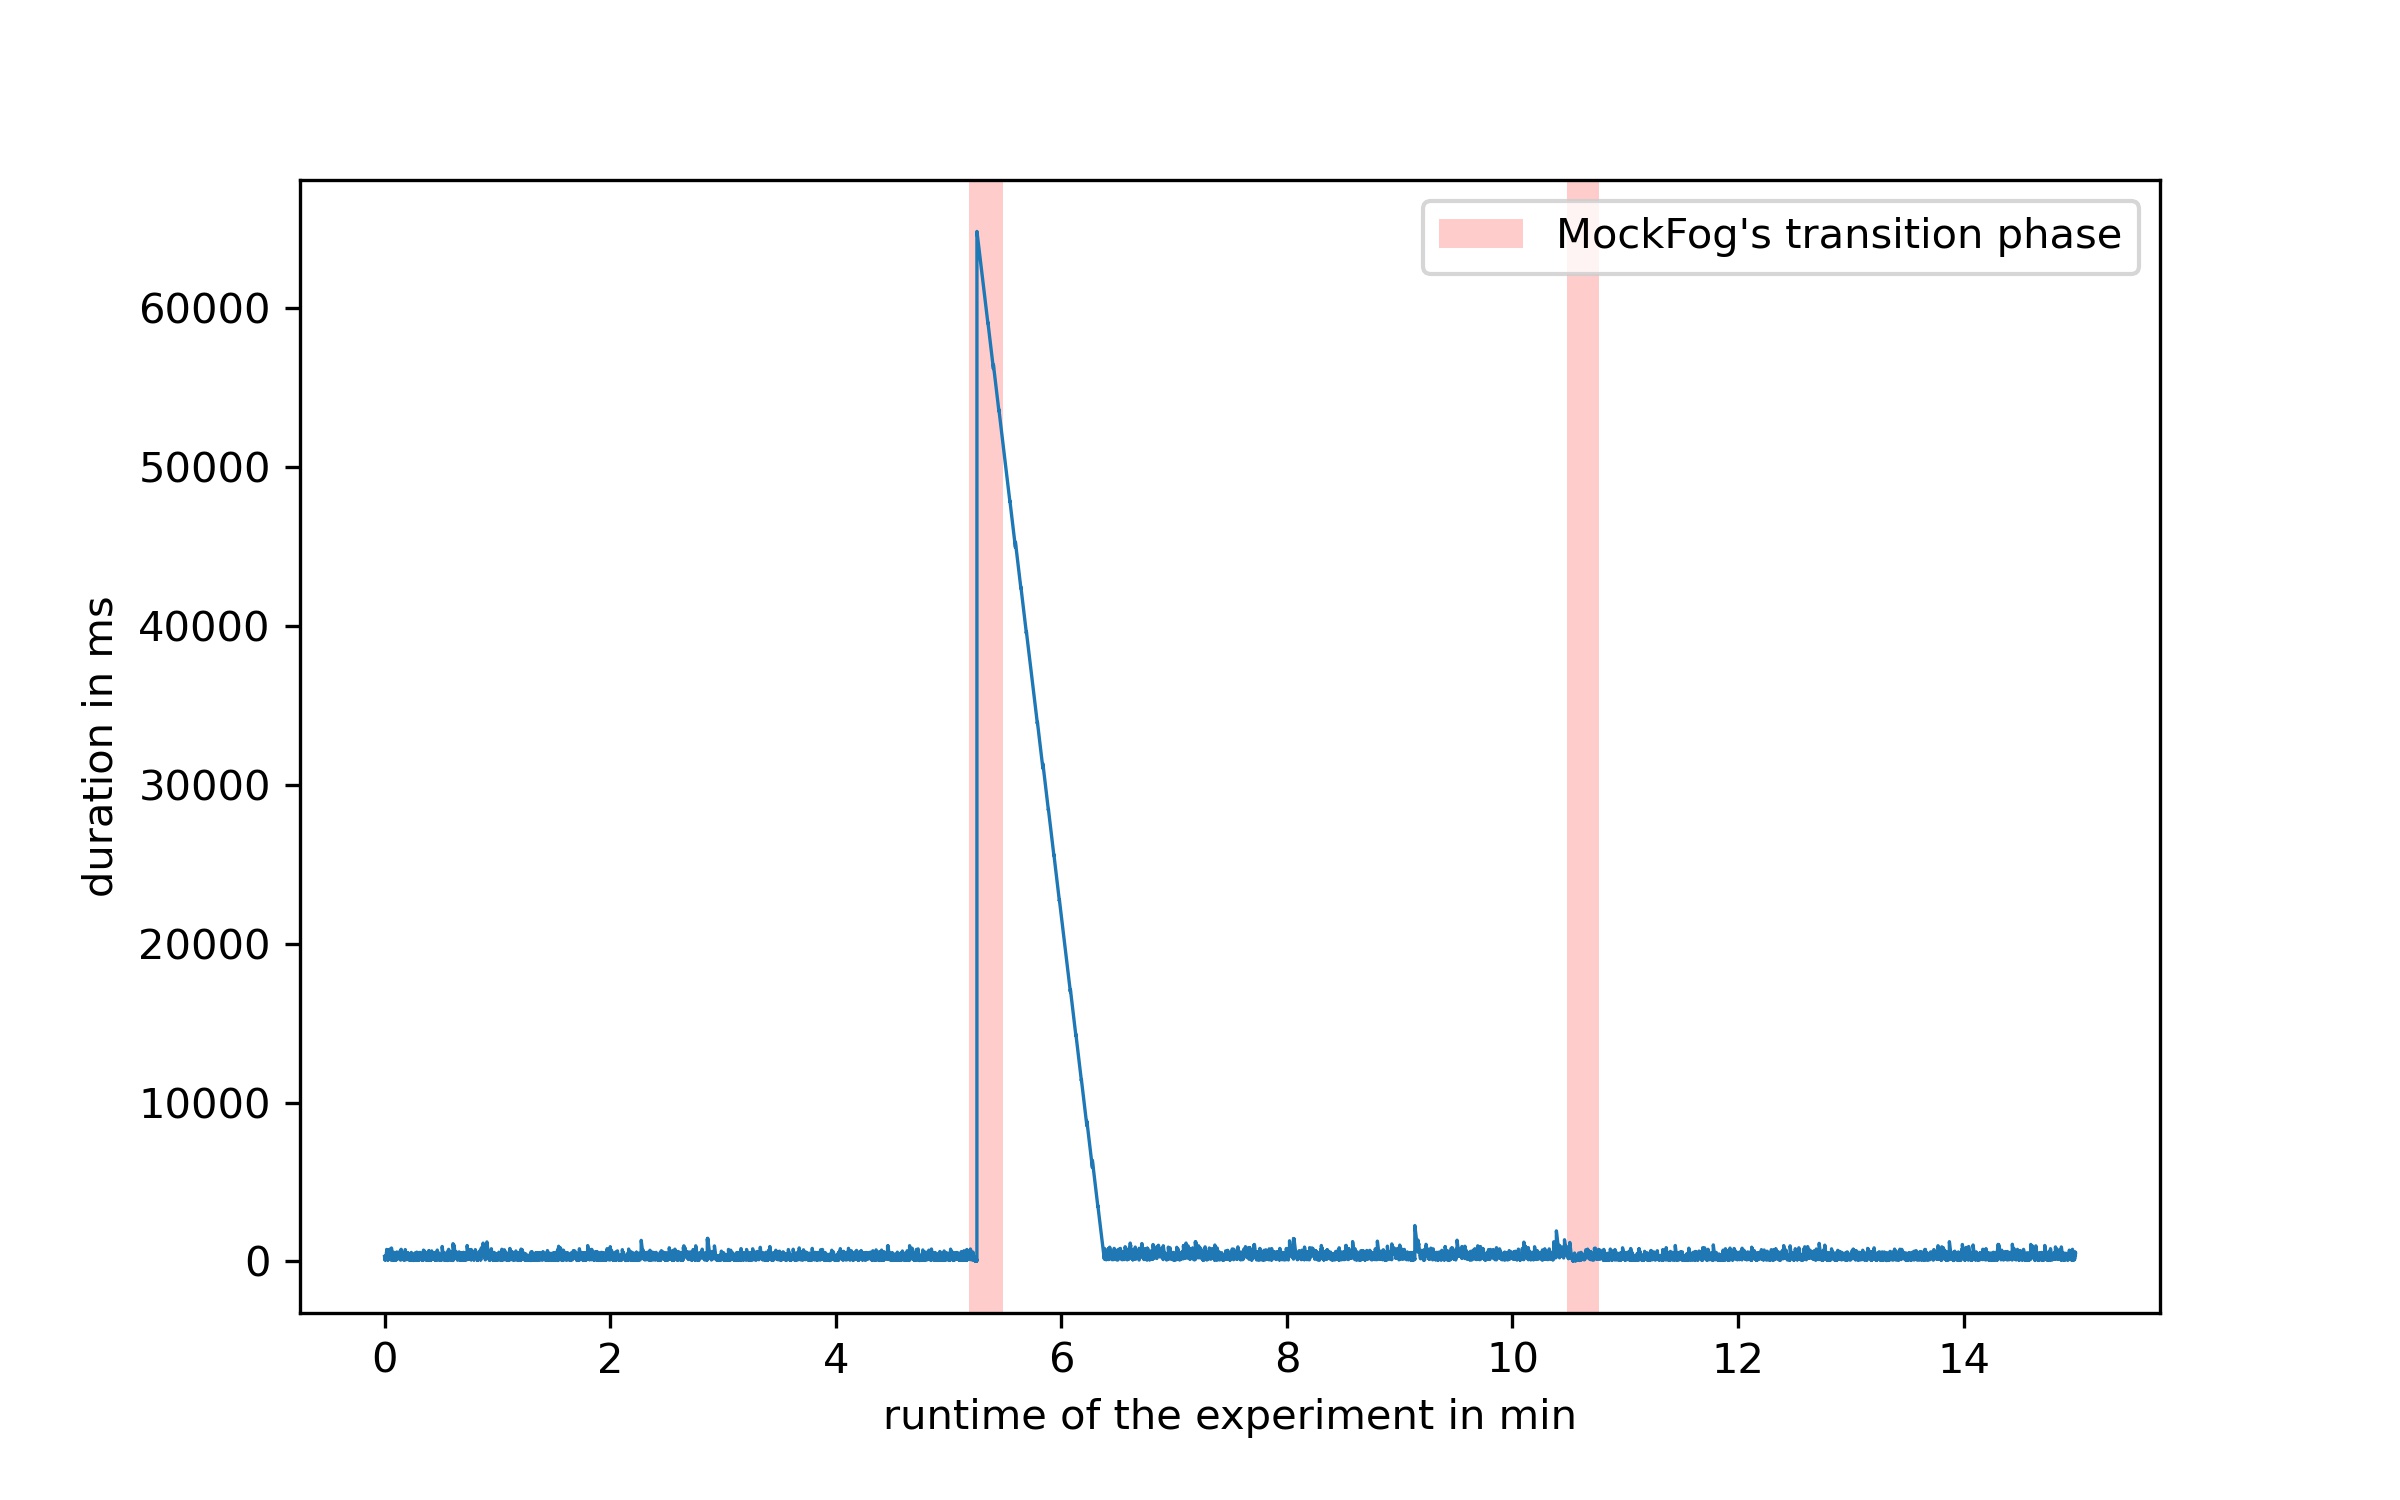 MockFog's transition phase
60000
50000
40000
30000
20000
10000
0
duration in ms
0 2 4 6 8 10 12 14
runtime of the experiment in min